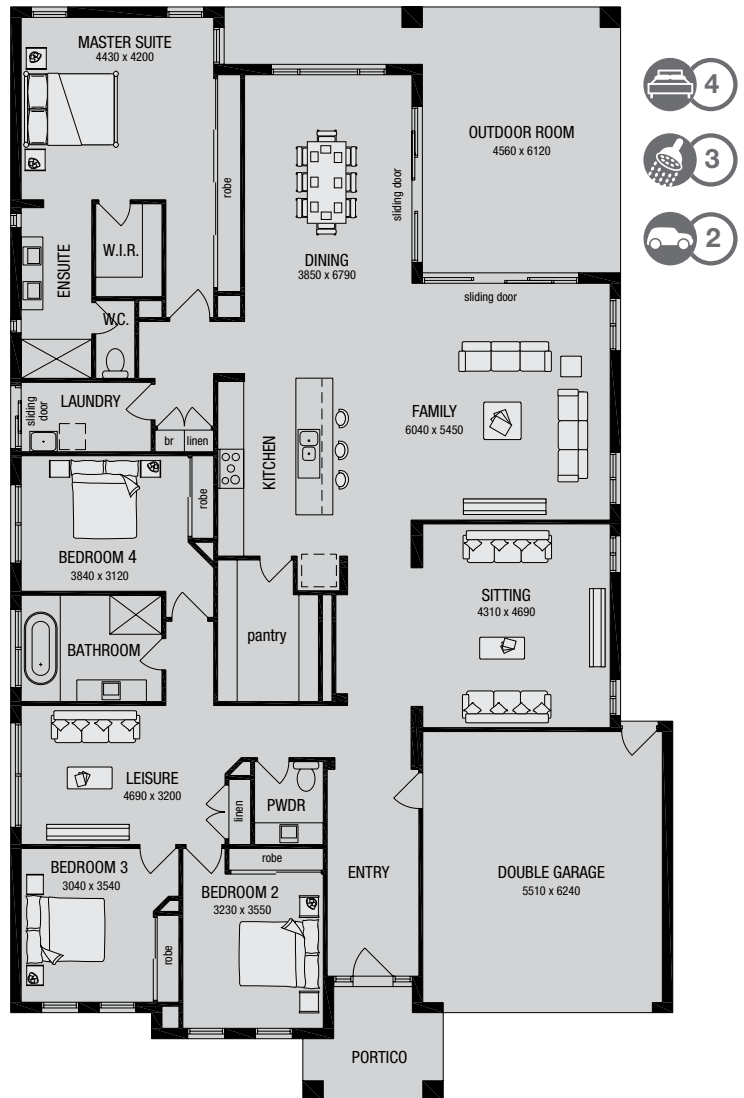 MASTER SUITE
4430 x 4200
OUTDOOR ROOM
4560 x 6120
4
3
2
robe
sliding door
DINING
3850 x 6790
W.I.R.
ENSUITE
W.C.
sliding door
LAUNDRY
sliding
door
br
linen
KITCHEN
FAMILY
6040 x 5450
robe
BEDROOM 4
3840 x 3120
SITTING
4310 x 4690
BATHROOM
pantry
LEISURE
4690 x 3200
linen
PWDR
robe
BEDROOM 3
3040 x 3540
BEDROOM 2
3230 x 3550
robe
ENTRY
DOUBLE GARAGE
5510 x 6240
PORTICO